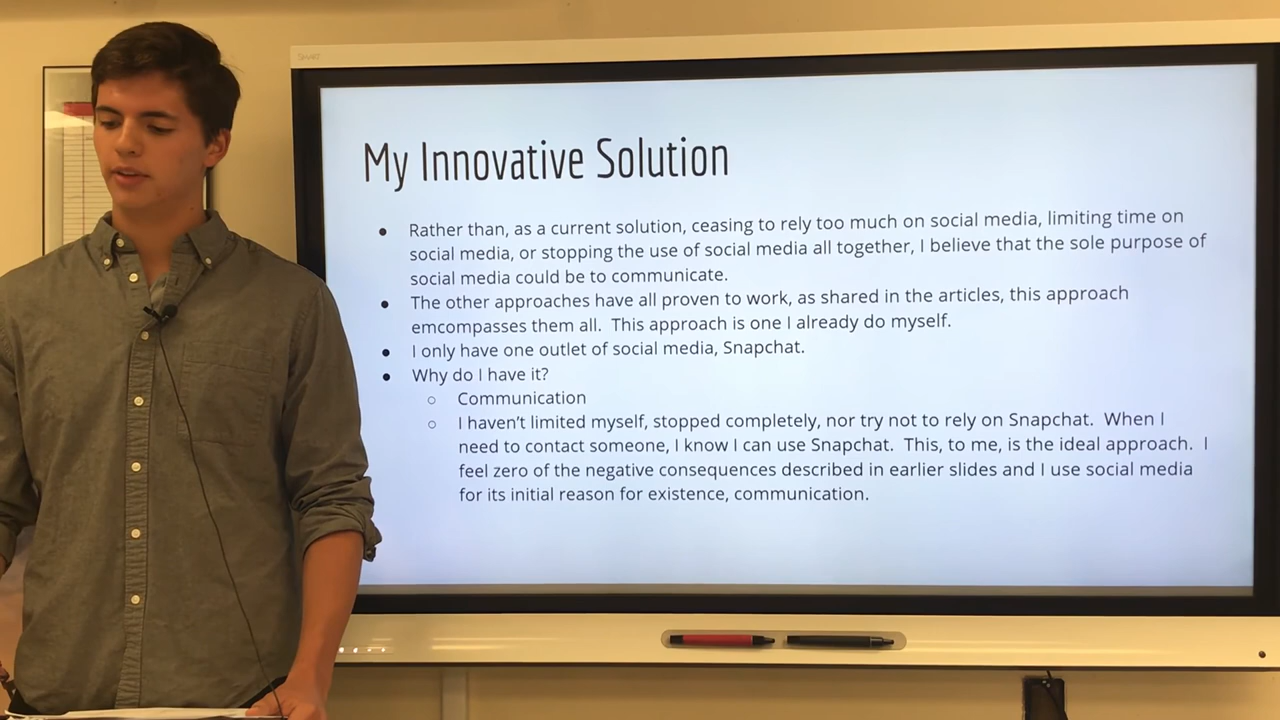 SMART
My Innovative Solution
● Rather than, as a current solution, ceasing to rely too much on social media, limiting time on
social media, or stopping the use of social media all together, I believe that the sole purpose of
social media could be to communicate.
● The other approaches have all proven to work, as shared in the articles, this approach
emcompasses them all.  This approach is one I already do myself.
● I only have one outlet of social media, Snapchat.
● Why do I have it?
○ Communication
○ I haven’t limited myself, stopped completely, nor try not to rely on Snapchat.  When I
need to contact someone, I know I can use Snapchat.  This, to me, is the ideal approach.  I
feel zero of the negative consequences described in earlier slides and I use social media
for its initial reason for existence, communication.